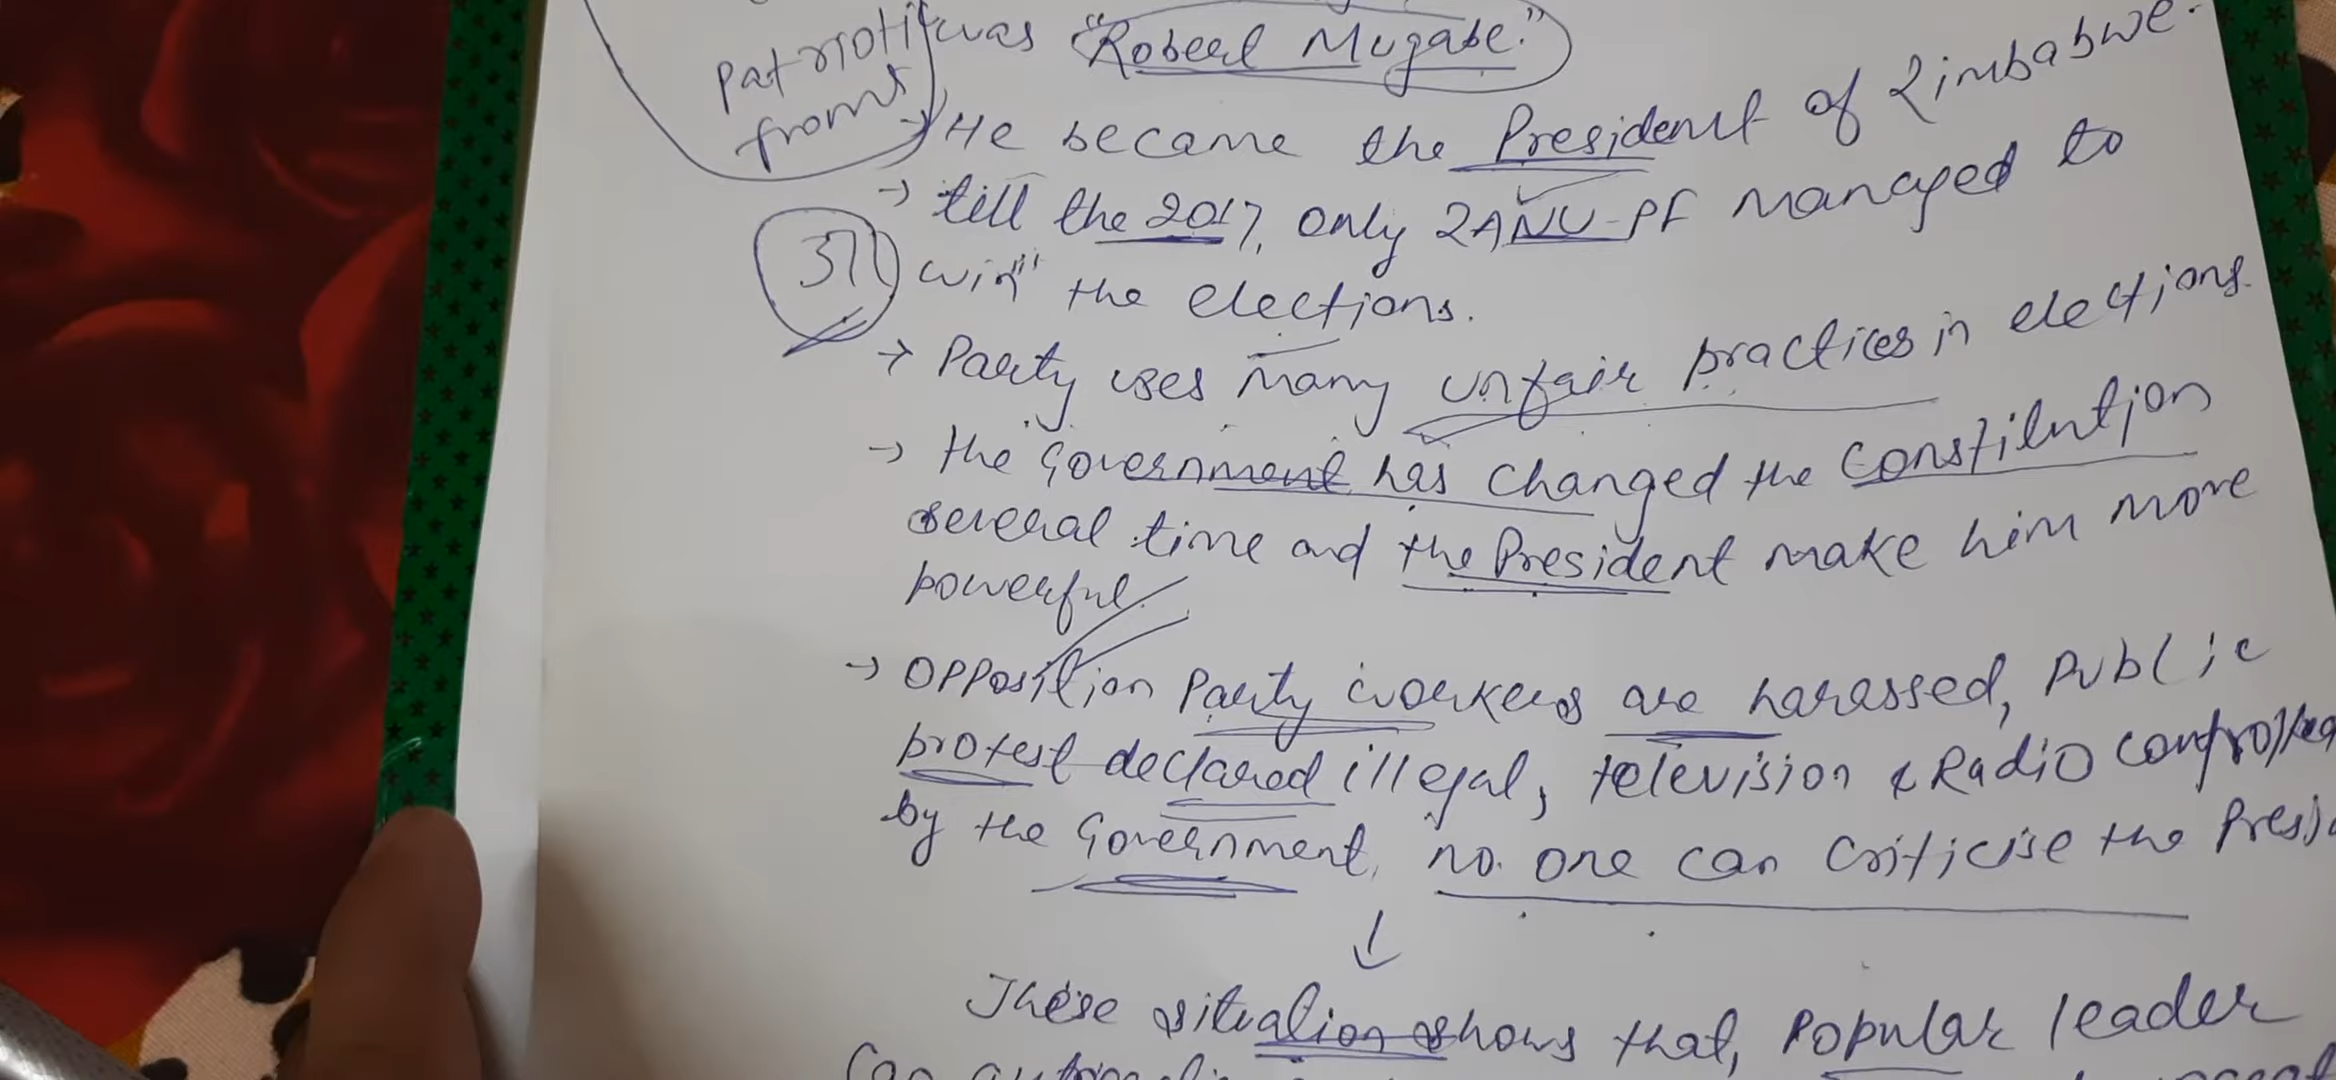 was "Robert Mugabe."
patrioti
front
→ He became the President of Zimbabwe.
→ till the 2017, only ZANU-PF managed to
37 win" the elections.
→ Party uses many unfair practices in elections.
→ the Government has changed the constitution
several time and the President make him more
powerful.
→ Opposition Party workers are harassed, Public
protest declared illegal, television & Radio controlled
by the Government, no one can criticise the Presi
↓
These situation shows that, Popular leader
Can